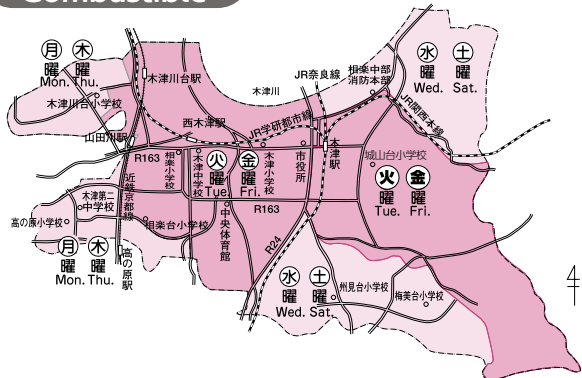 Combustible
月 木
曜 曜
Mon. Thu.
水 土
曜 曜
Wed. Sat.
木津川台駅
木津川
JR奈良線
相楽中部
消防本部
木津川台小学校
西木津駅
JR学研都市線
JR関西本線
山田川駅
R163
相楽小学校
木津中学校
火 金
曜 曜
Tue. Fri.
木津小学校
市役所
木津駅
城山台小学校
火 金
曜 曜
Tue. Fri.
近鉄京都線
木津第二
中学校
高の原小学校
相楽台小学校
中央体育館
R163
R24
月 木
曜 曜
Mon. Thu.
高の原駅
水 土
曜 曜
Wed. Sat.
州見台小学校
梅美台小学校
4